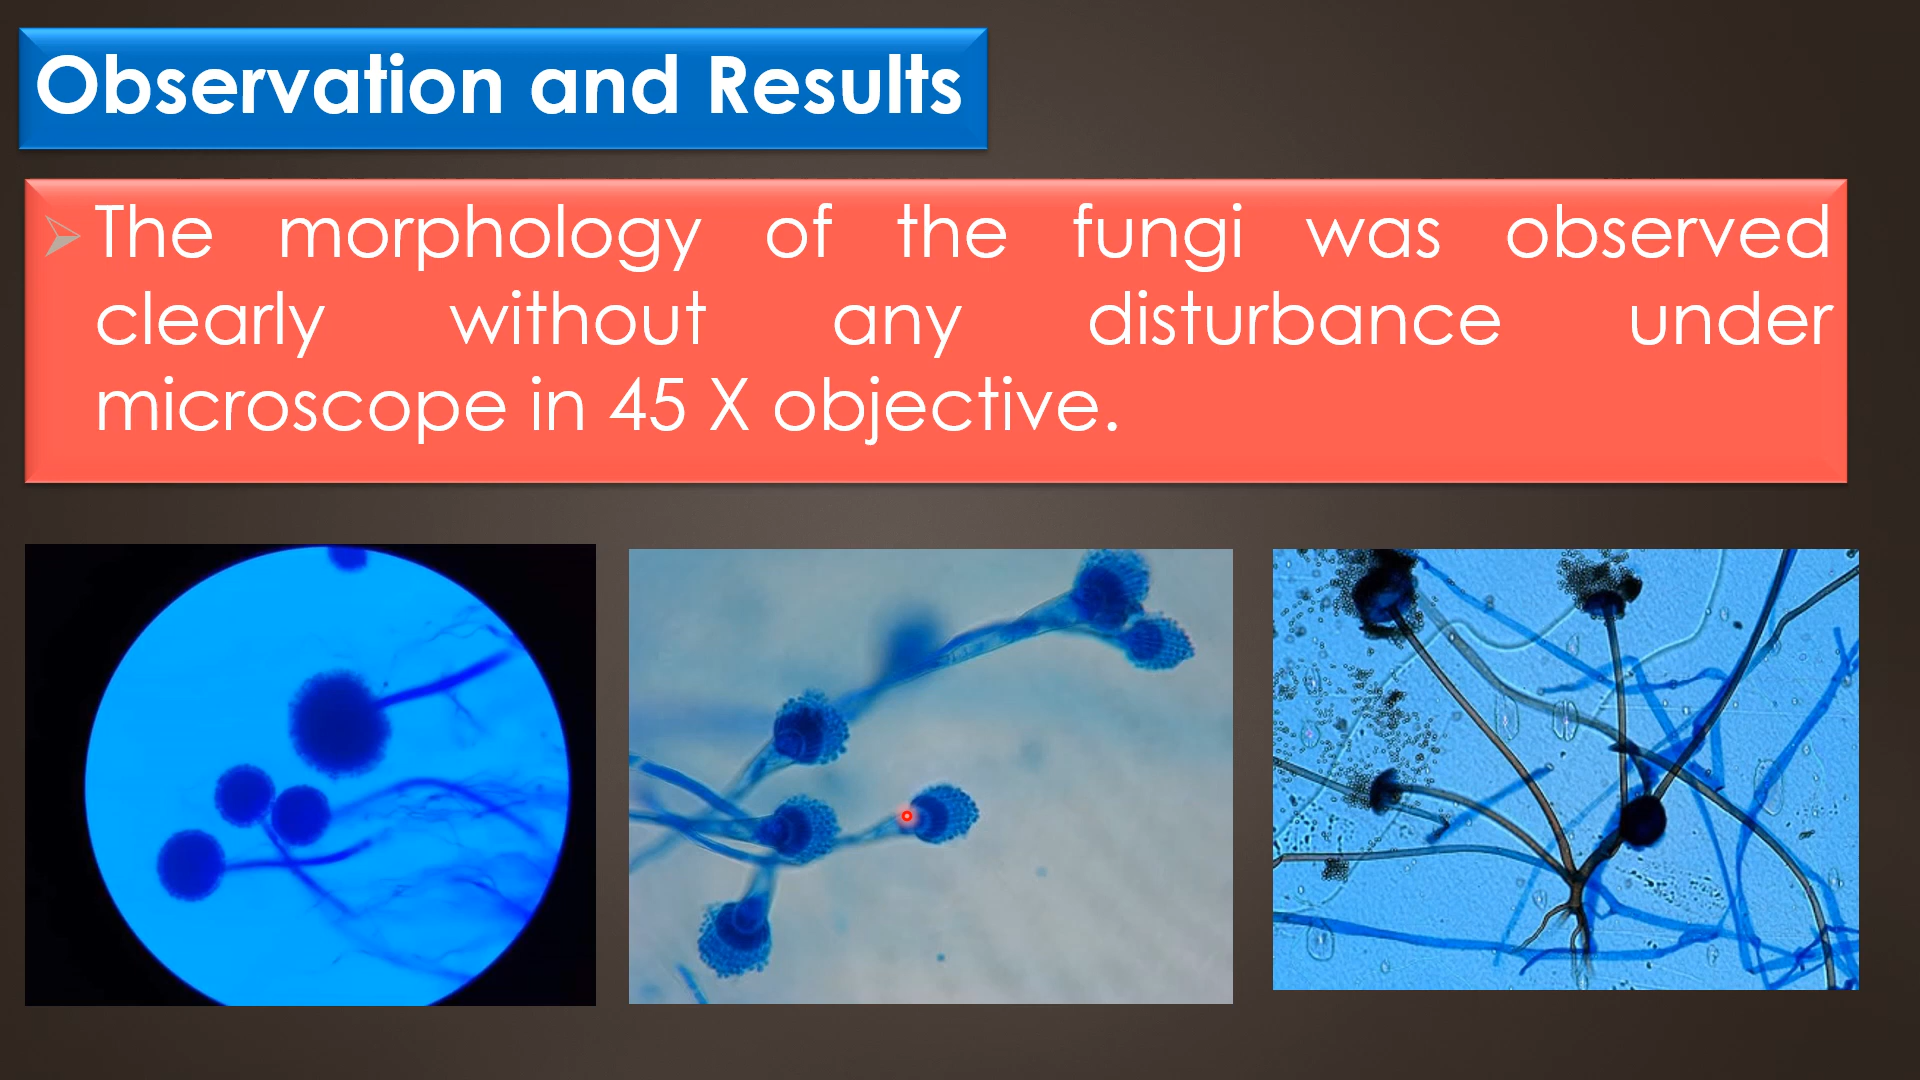 Observation and Results
The morphology of the fungi was observed
clearly without any disturbance under
microscope in 45 X objective.